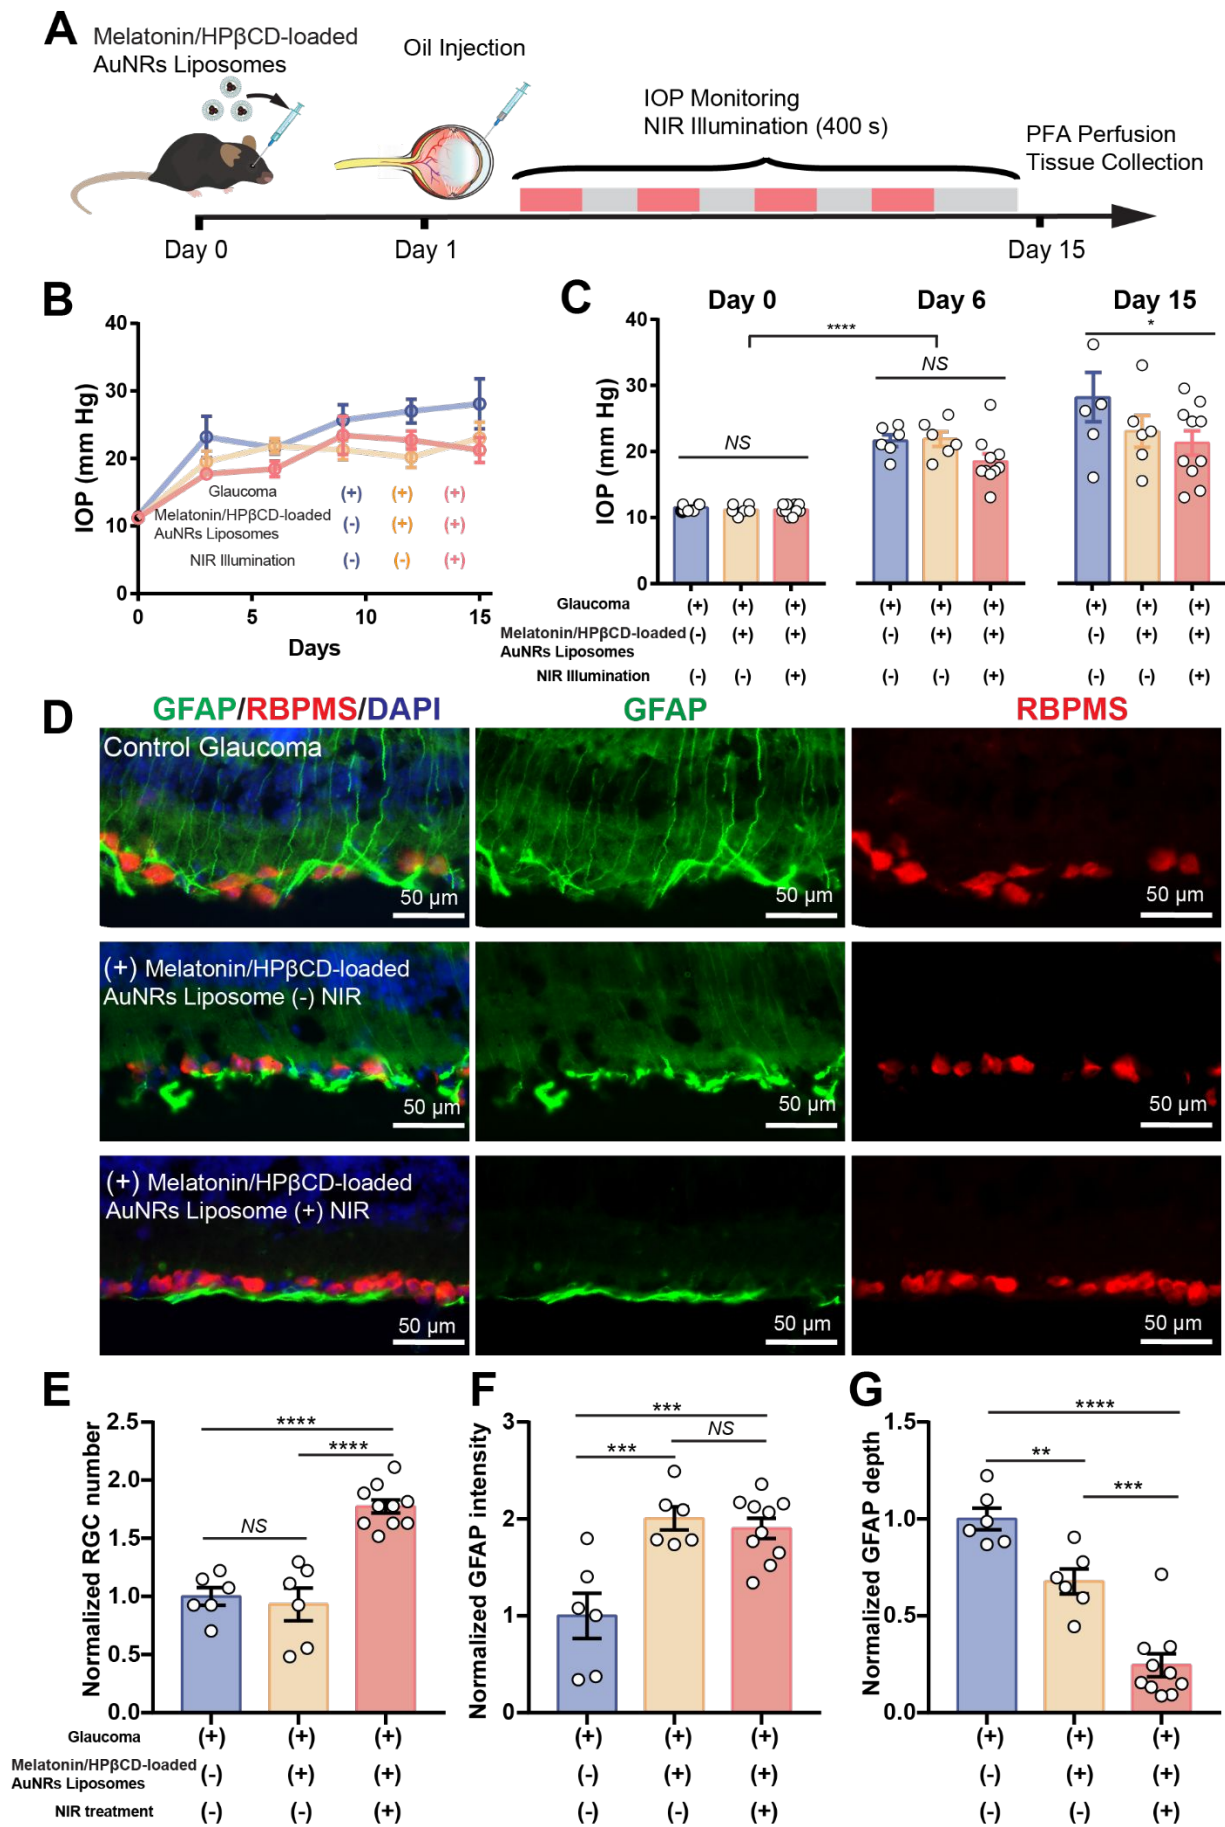 A
Melatonin/HPβCD-loaded
AuNRs Liposomes
Oil Injection
IOP Monitoring
NIR Illumination (400 s)
PFA Perfusion
Tissue Collection
Day 0
Day 1
Day 15
B
IOP (mm Hg)
40
30
20
10
0
0
5
10
15
Days
Glaucoma (+) (+) (+)
Melatonin/HPβCD-loaded
AuNRs Liposomes (-) (+) (+)
NIR Illumination (-) (-) (+)
C
Day 0 Day 6 Day 15
IOP (mm Hg)
40
30
20
10
0
NS
****
NS
*
Glaucoma (+) (+) (+) (+) (+) (+) (+) (+) (+)
Melatonin/HPβCD-loaded (-) (+) (+) (-) (+) (+) (-) (+) (+)
AuNRs Liposomes
NIR Illumination (-) (-) (+) (-) (-) (+) (-) (-) (+)
D
GFAP/RBPMS/DAPI GFAP RBPMS
Control Glaucoma
50 µm 50 µm 50 µm
(+) Melatonin/HPβCD-loaded
AuNRs Liposome (-) NIR
50 µm 50 µm 50 µm
(+) Melatonin/HPβCD-loaded
AuNRs Liposome (+) NIR
50 µm 50 µm 50 µm
E
Normalized RGC number
2.5
2.0
1.5
1.0
0.5
0.0
****
****
NS
F
Normalized GFAP intensity
3
2
1
0
***
NS
***
G
Normalized GFAP depth
1.5
1.0
0.5
0.0
****
**
***
Glaucoma (+) (+) (+) (+) (+) (+) (+) (+) (+)
Melatonin/HPβCD-loaded
AuNRs Liposomes (-) (+) (+) (-) (+) (+) (-) (+) (+)
NIR treatment (-) (-) (+) (-) (-) (+) (-) (-) (+)